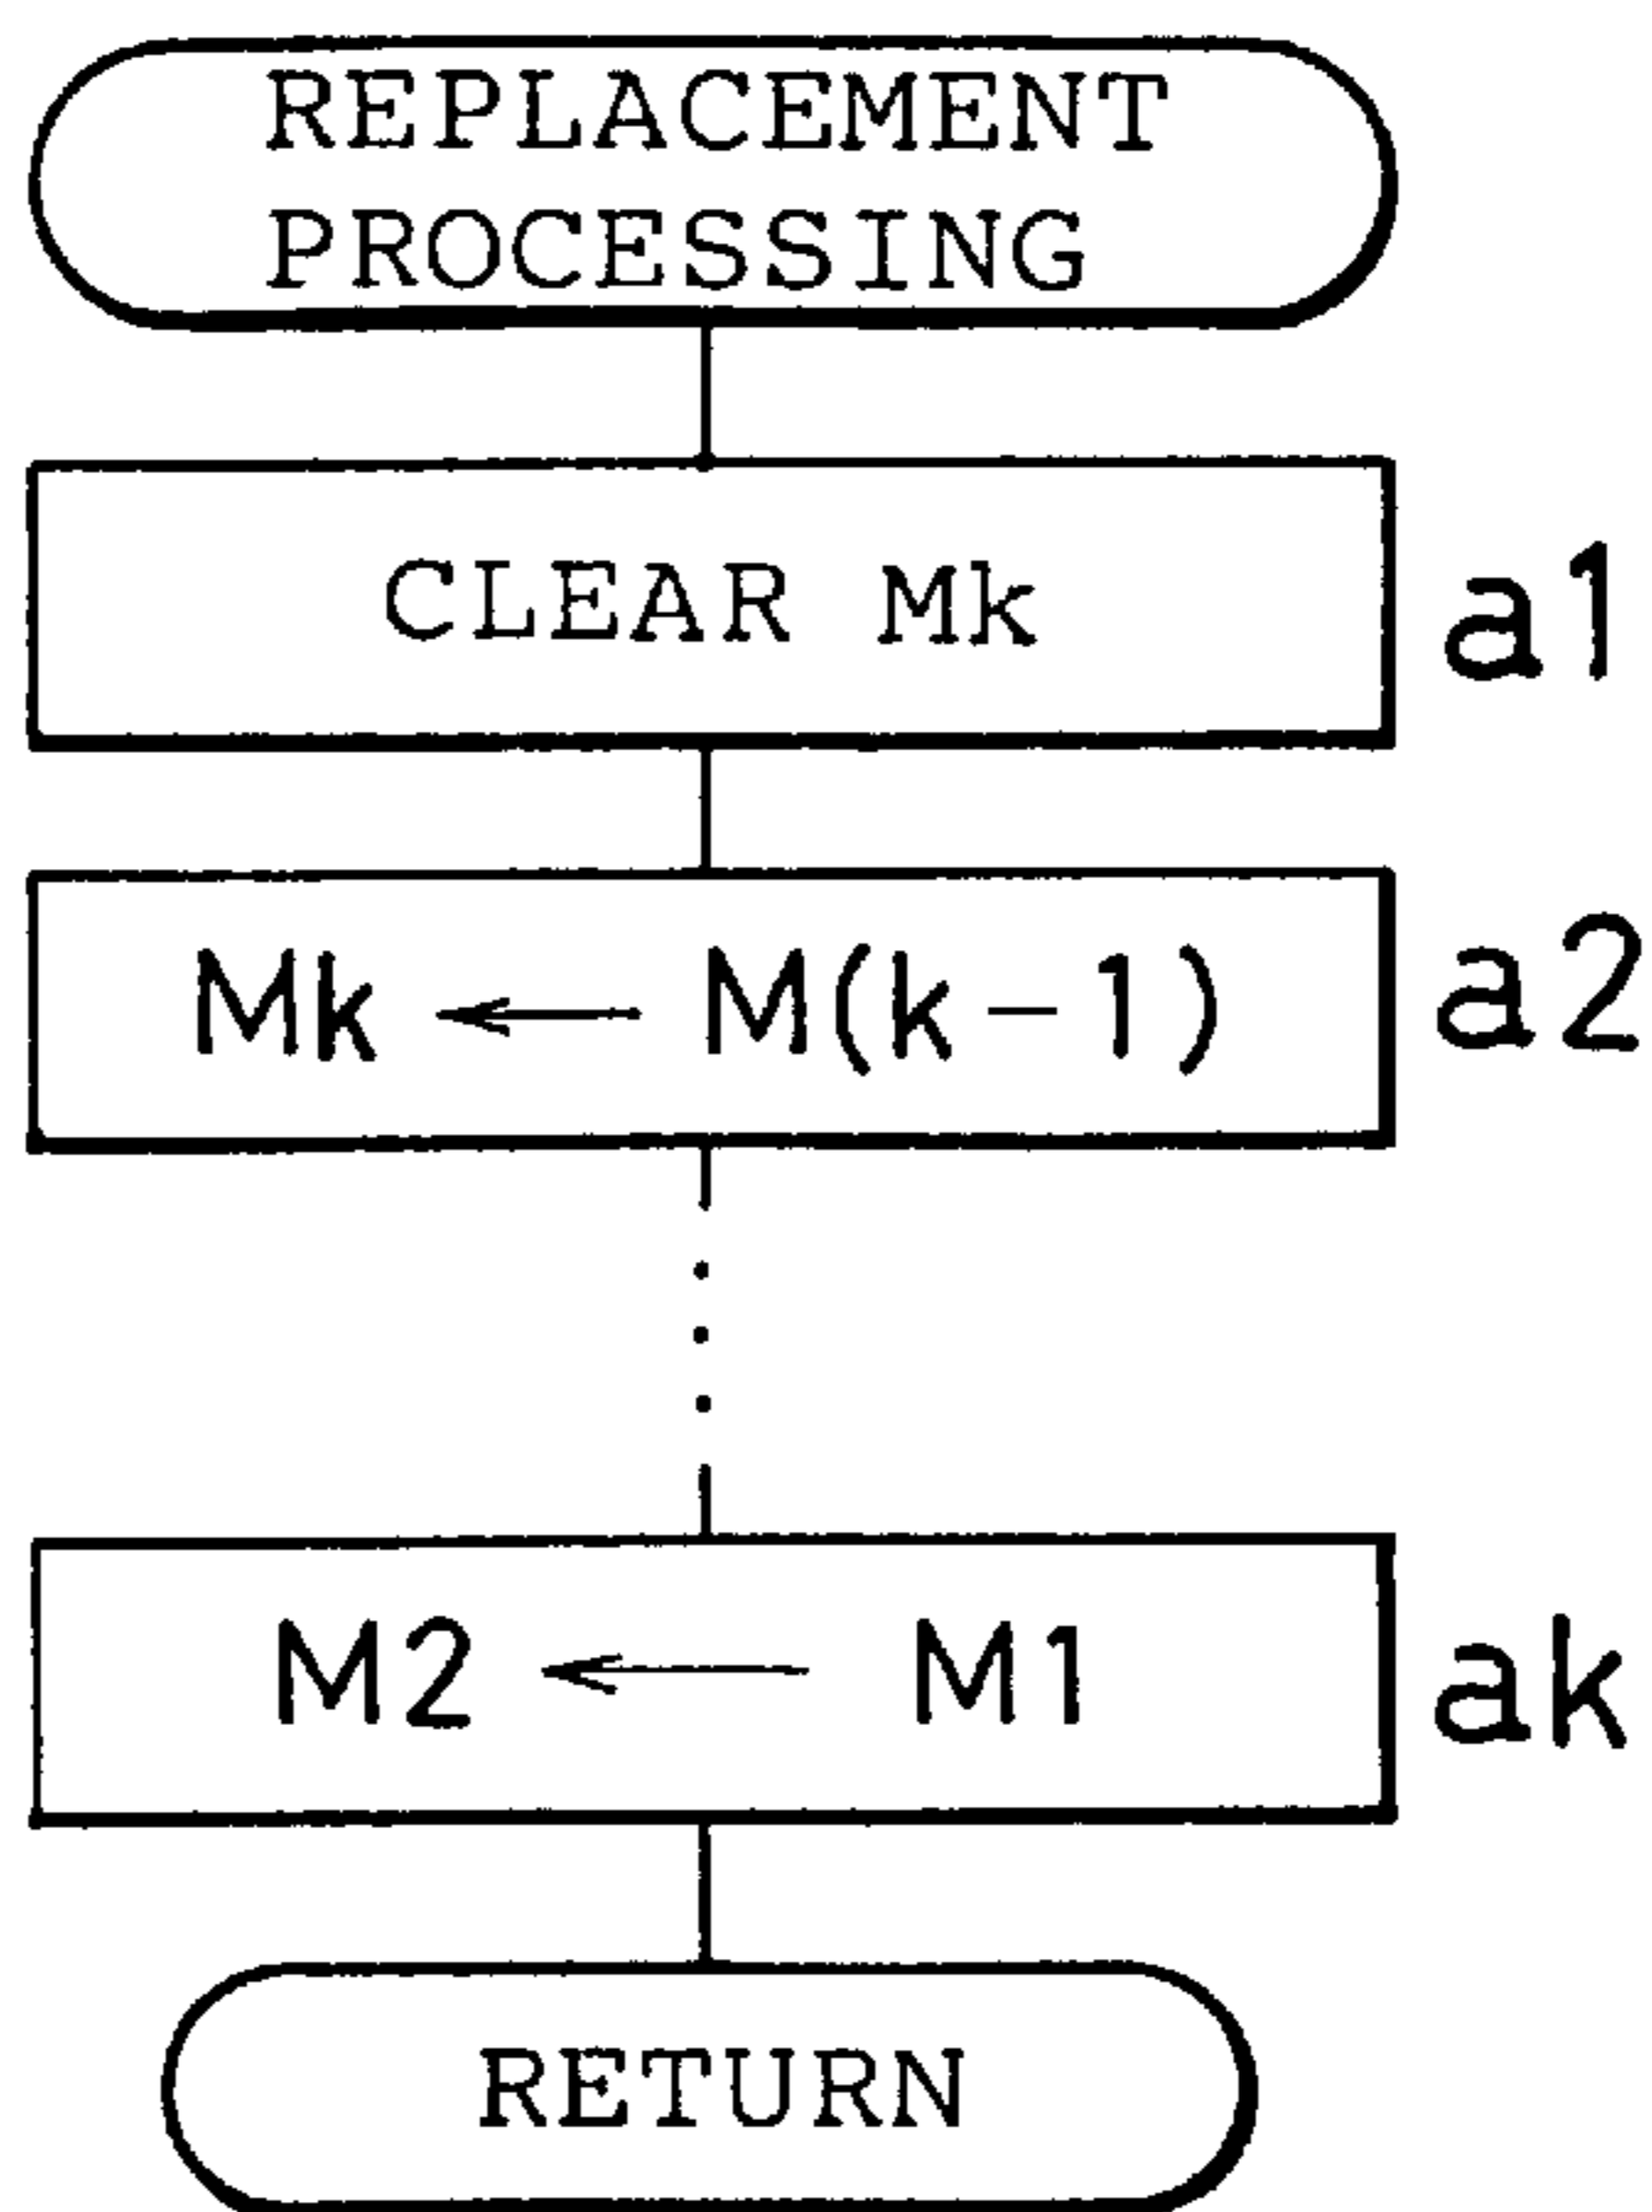 REPLACEMENT
PROCESSING
CLEAR Mk
a1
Mk ← M(k-1)
a2
M2 ← M1
ak
RETURN